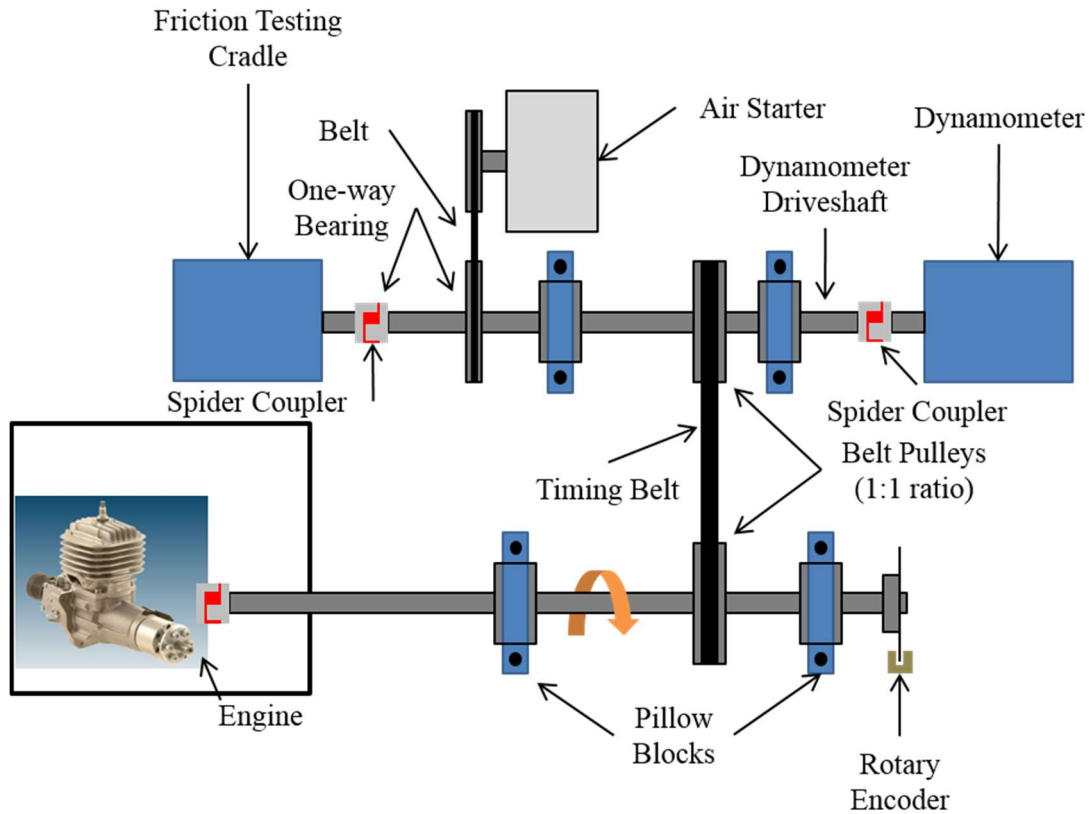 Friction Testing
Cradle
Belt
One-way
Bearing
Air Starter
Dynamometer
Driveshaft
Dynamometer
Spider Coupler
Spider Coupler
Belt Pulleys
(1:1 ratio)
Timing Belt
Engine
Pillow
Blocks
Rotary
Encoder